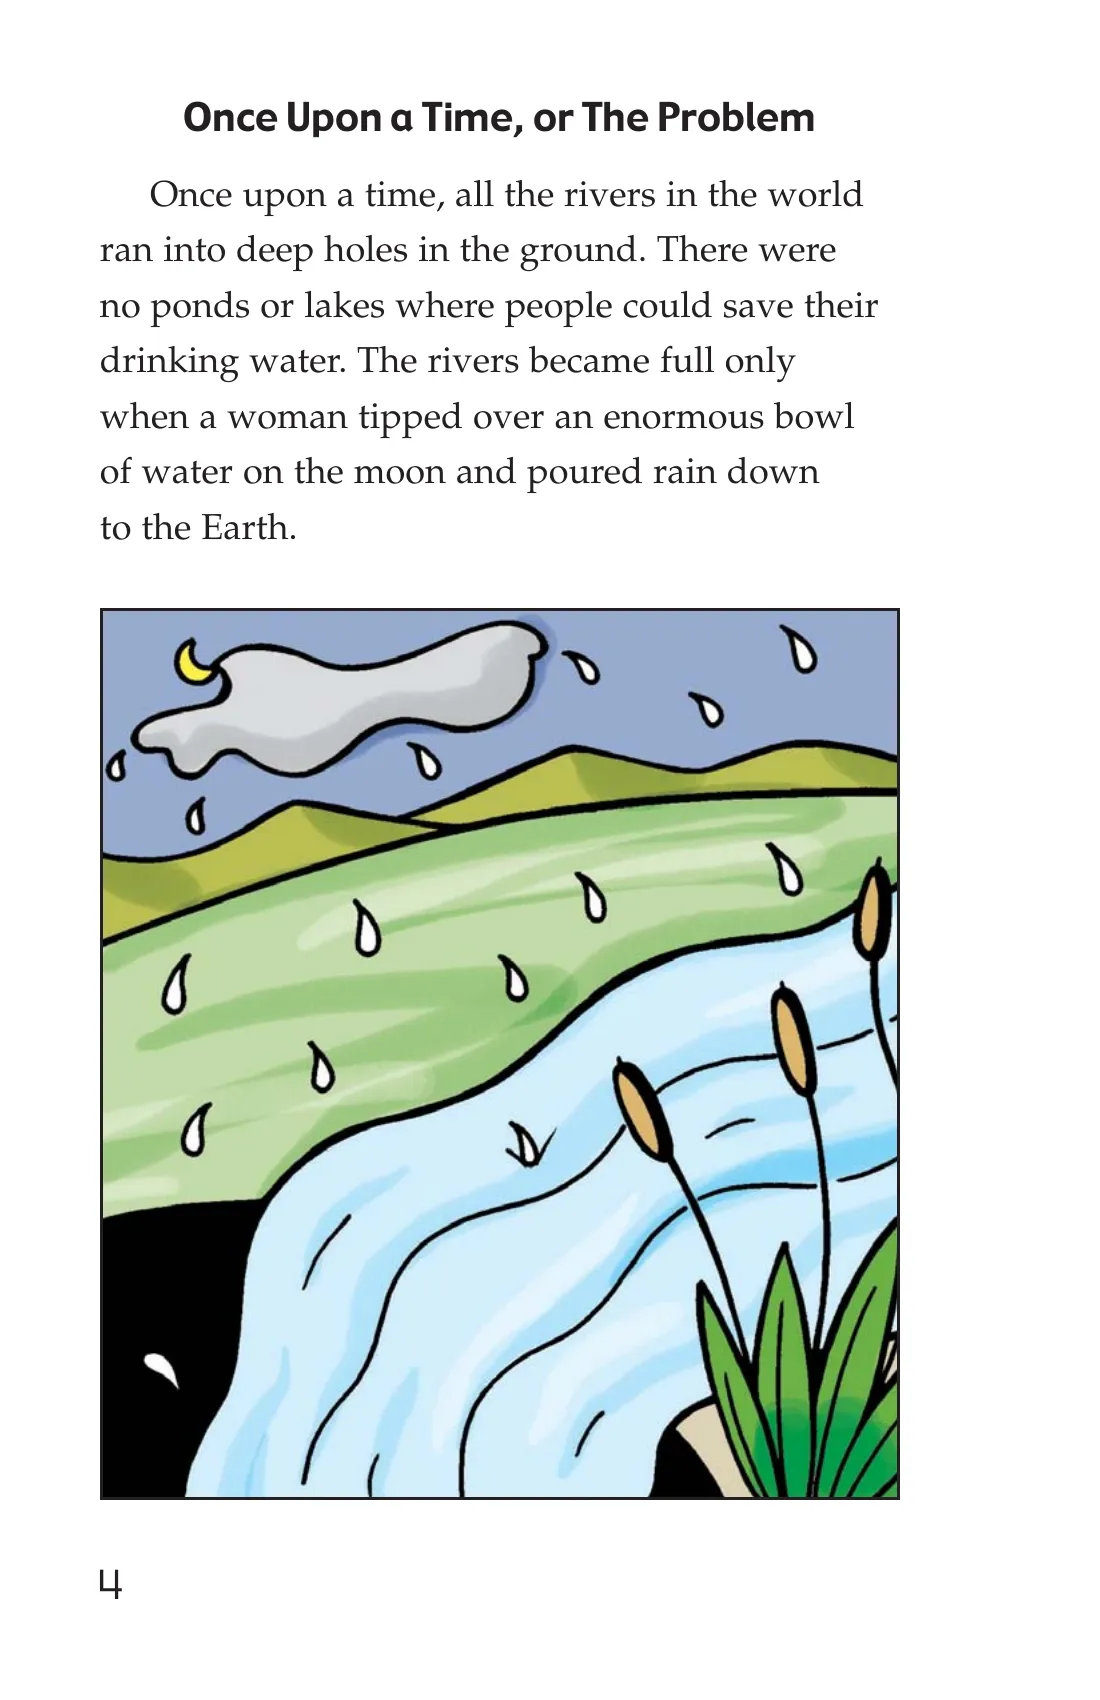 Once Upon a Time, or The Problem
Once upon a time, all the rivers in the world
ran into deep holes in the ground. There were
no ponds or lakes where people could save their
drinking water. The rivers became full only
when a woman tipped over an enormous bowl
of water on the moon and poured rain down
to the Earth.
4